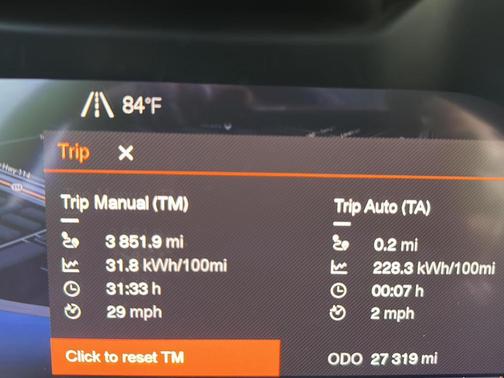 84°F
Trip
Hwy 114
Trip Manual (TM)
3 851.9 mi
31.8 kWh/100mi
31:33 h
29 mph
Click to reset TM
Trip Auto (TA)
0.2 mi
228.3 kWh/100mi
00:07 h
2 mph
ODO 27 319 mi